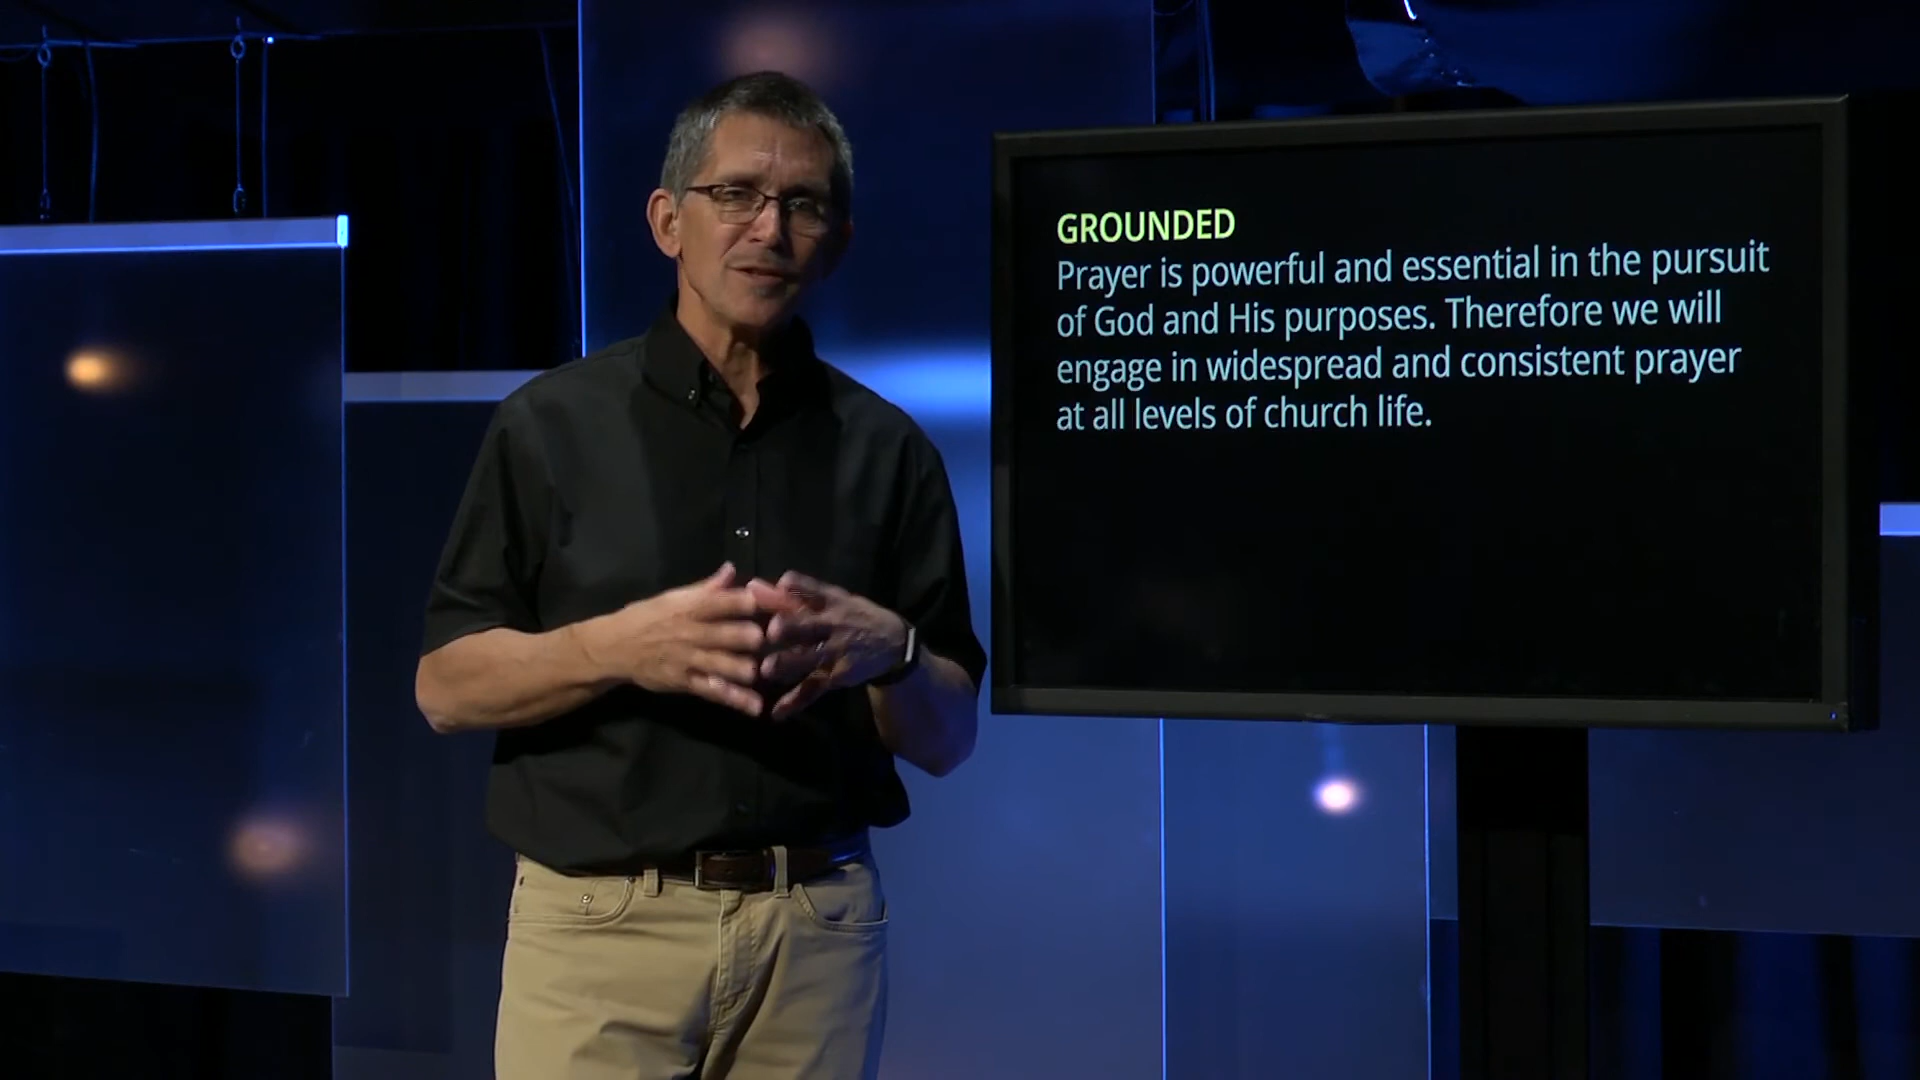 GROUNDED
Prayer is powerful and essential in the pursuit
of God and His purposes. Therefore we will
engage in widespread and consistent prayer
at all levels of church life.